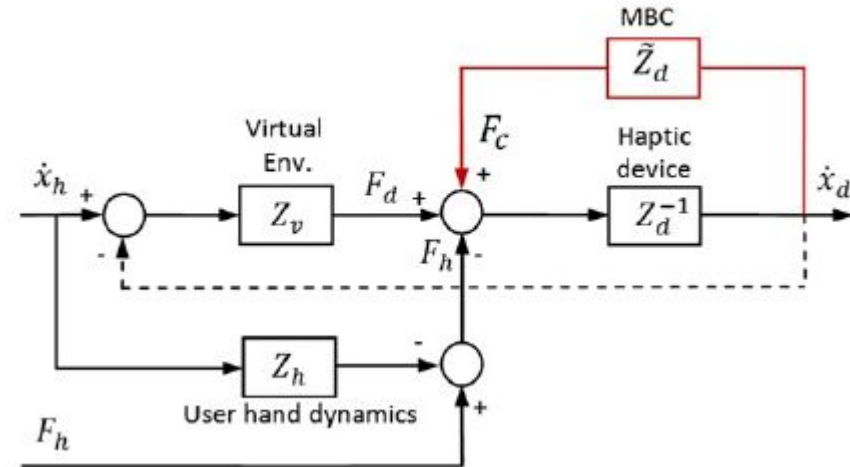 MBC
Z̃_d
Virtual
Env.
F_c
+
Haptic
device
ẋ_h
+
Z_v
F_d
+
Z_d^{-1}
ẋ_d
-
F_h
-
Z_h
-
User hand dynamics
+
F_h